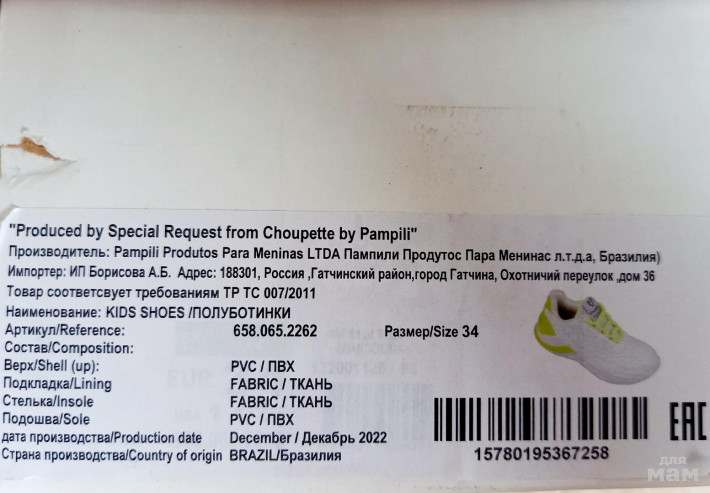 "Produced by Special Request from Choupette by Pampili"
Производитель: Pampili Produtos Para Meninas LTDA Пампили Продутос Пара Менинас л.т.д.а, Бразилия)
Импортер: ИП Борисова А.Б. Адрес: 188301, Россия ,Гатчинский район,город Гатчина, Охотничий переулок ,дом 36
Товар соответсвует требованиям ТР ТС 007/2011
Наименование: KIDS SHOES /ПОЛУБОТИНКИ
Артикул/Reference: 658.065.2262 Размер/Size 34
Состав/Composition:
Верх/Shell (up): PVC / ПВХ
Подкладка/Lining FABRIC / ТКАНЬ
Стелька/Insole FABRIC / ТКАНЬ
Подошва/Sole PVC / ПВХ
дата производства/Production date December / Декабрь 2022
Страна производства/Country of origin BRAZIL/Бразилия
15780195367258
EAC
для
мам